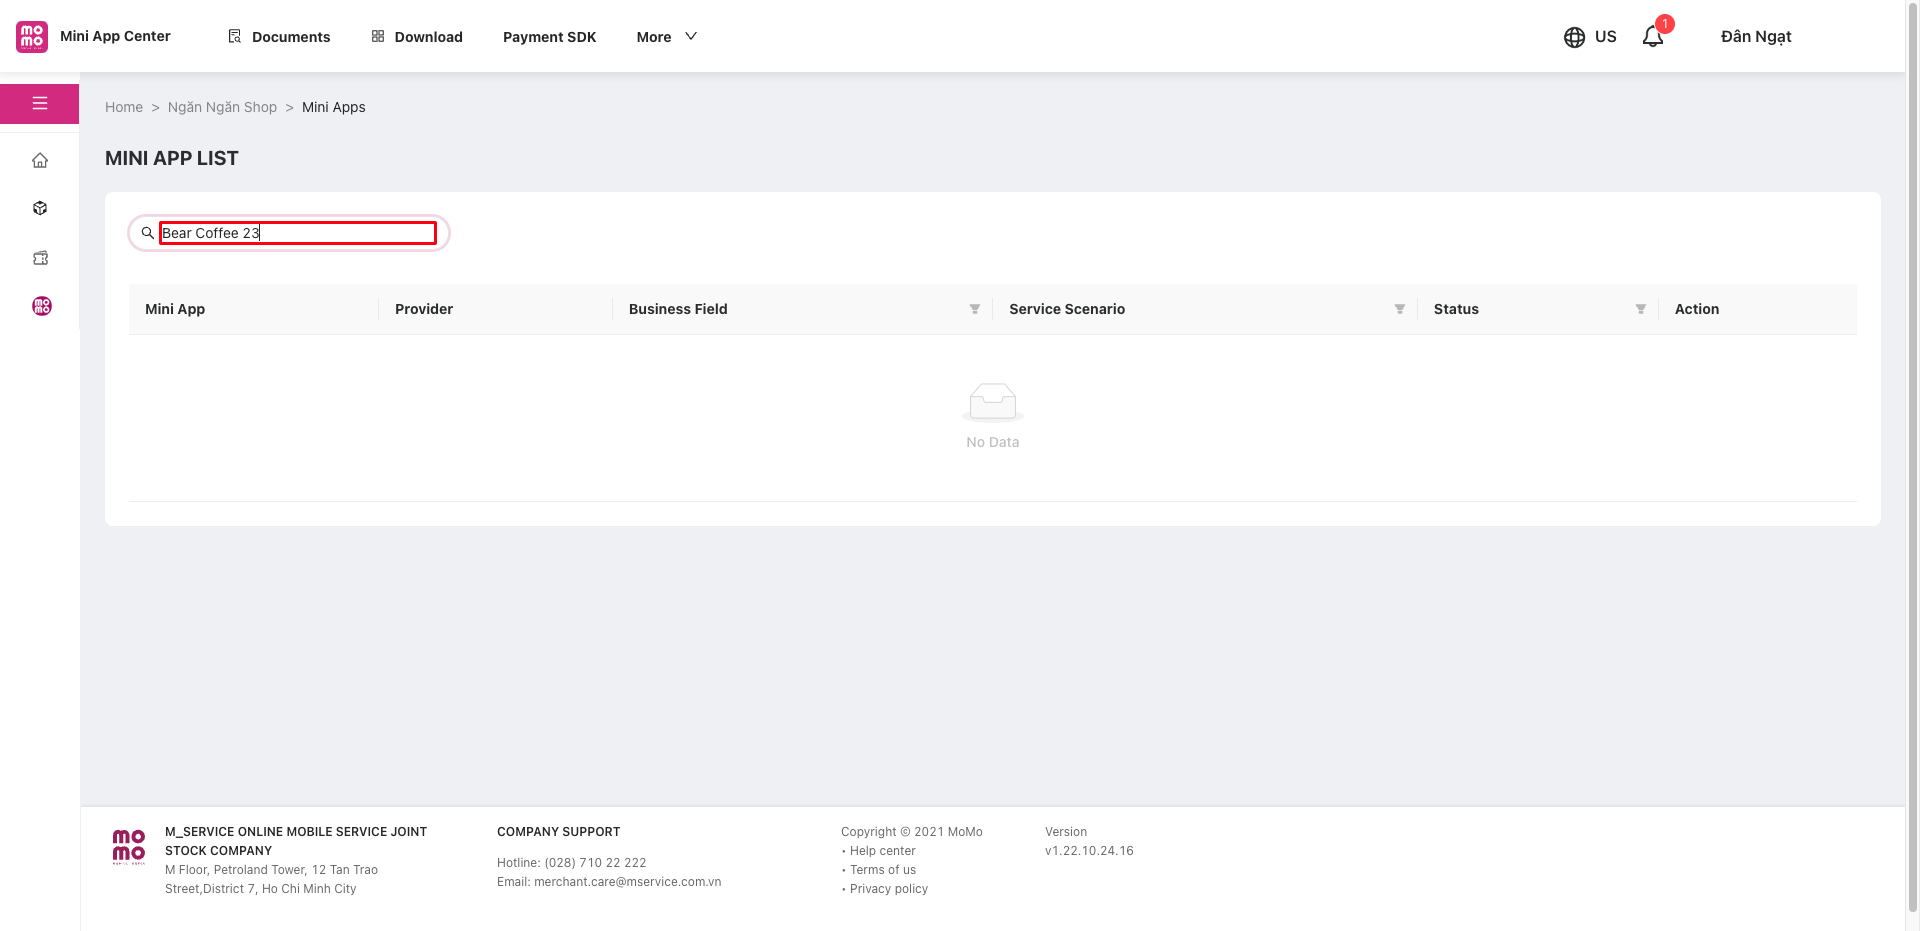 momo
Mini App Center
Documents
Download
Payment SDK
More
US
1
Đân Ngạt
Home > Ngăn Ngăn Shop > Mini Apps
MINI APP LIST
Bear Coffee 23
Mini App
Provider
Business Field
Service Scenario
Status
Action
No Data
momo
momo
M_SERVICE ONLINE MOBILE SERVICE JOINT
STOCK COMPANY
M Floor, Petroland Tower, 12 Tan Trao
Street,District 7, Ho Chi Minh City
COMPANY SUPPORT
Hotline: (028) 710 22 222
Email: merchant.care@mservice.com.vn
Copyright © 2021 MoMo
• Help center
• Terms of us
• Privacy policy
Version
v1.22.10.24.16